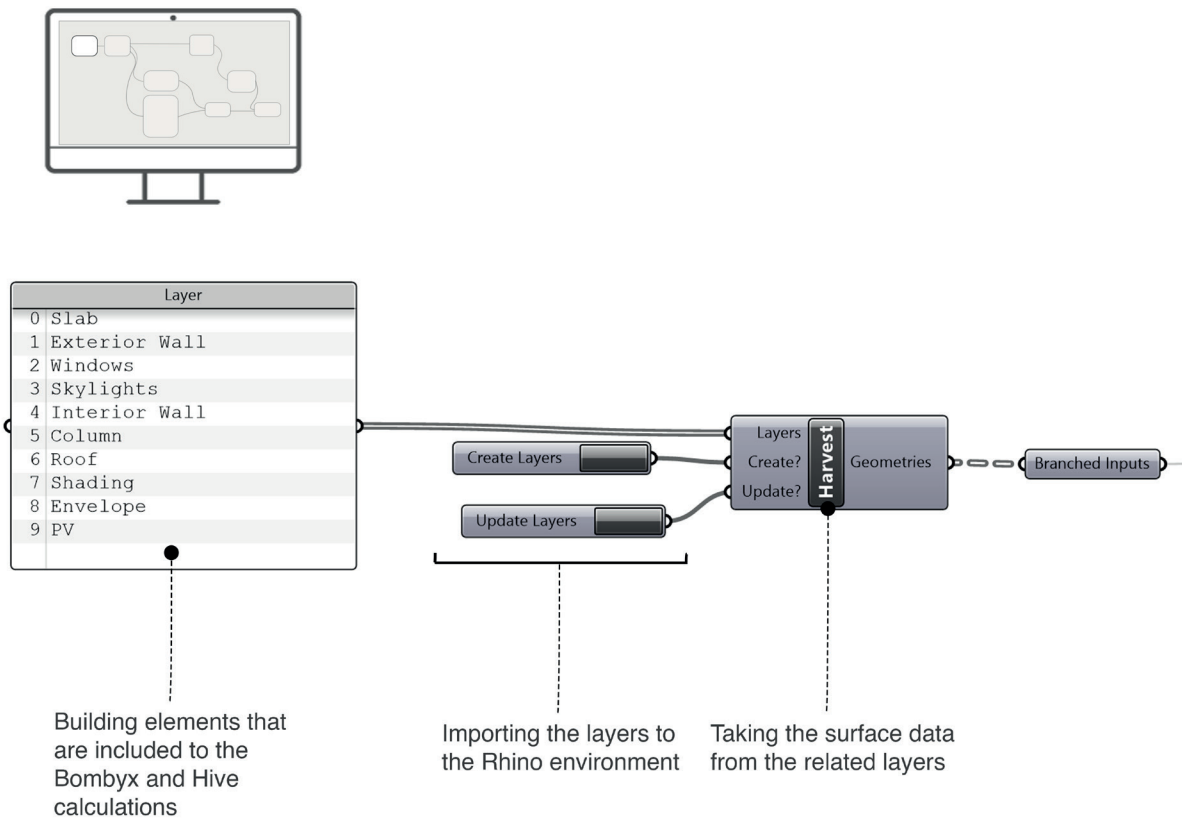 Layer
0 Slab
1 Exterior Wall
2 Windows
3 Skylights
4 Interior Wall
5 Column
6 Roof
7 Shading
8 Envelope
9 PV
Create Layers
Update Layers
Layers
Create?
Update?
Harvest
Geometries
Branched Inputs
Building elements that
are included to the
Bombyx and Hive
calculations
Importing the layers to
the Rhino environment
Taking the surface data
from the related layers